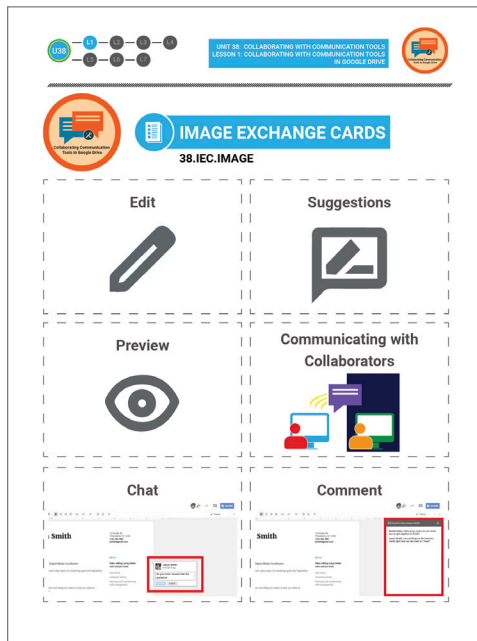 U38
L1
L2
L3
L4
L5
L6
L7
UNIT 38: COLLABORATING WITH COMMUNICATION TOOLS
LESSON 1: COLLABORATING WITH COMMUNICATION TOOLS
IN GOOGLE DRIVE
Collaborating Communication
Tools in Google Drive
IMAGE EXCHANGE CARDS
38.IEC.IMAGE
Edit
Suggestions
Preview
Communicating with
Collaborators
Chat
Comment
Smith
Smith